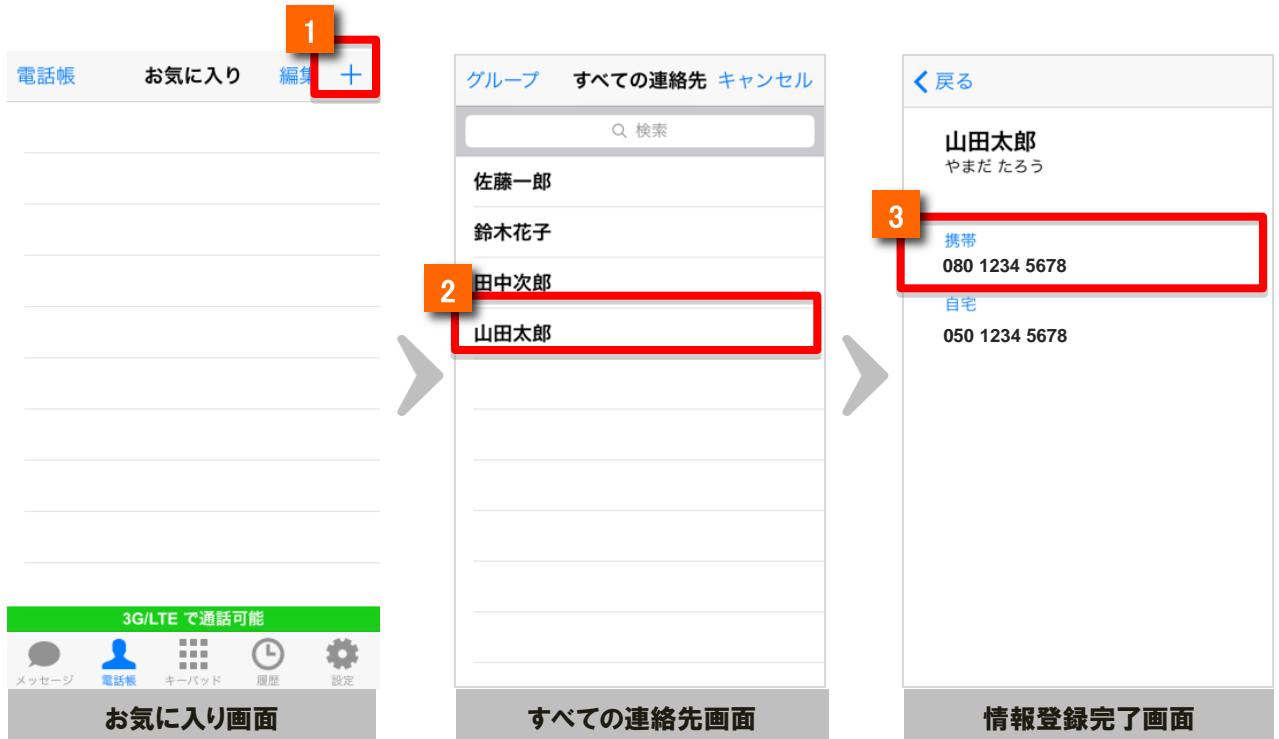 1
電話帳 お気に入り 編集 +
3G/LTE で通話可能
メッセージ 電話帳 キーパッド 履歴 設定
お気に入り画面
グループ すべての連絡先 キャンセル
検索
佐藤一郎
鈴木花子
田中次郎
2
山田太郎
すべての連絡先画面
戻る
山田太郎
やまだ たろう
3
携帯
080 1234 5678
自宅
050 1234 5678
情報登録完了画面